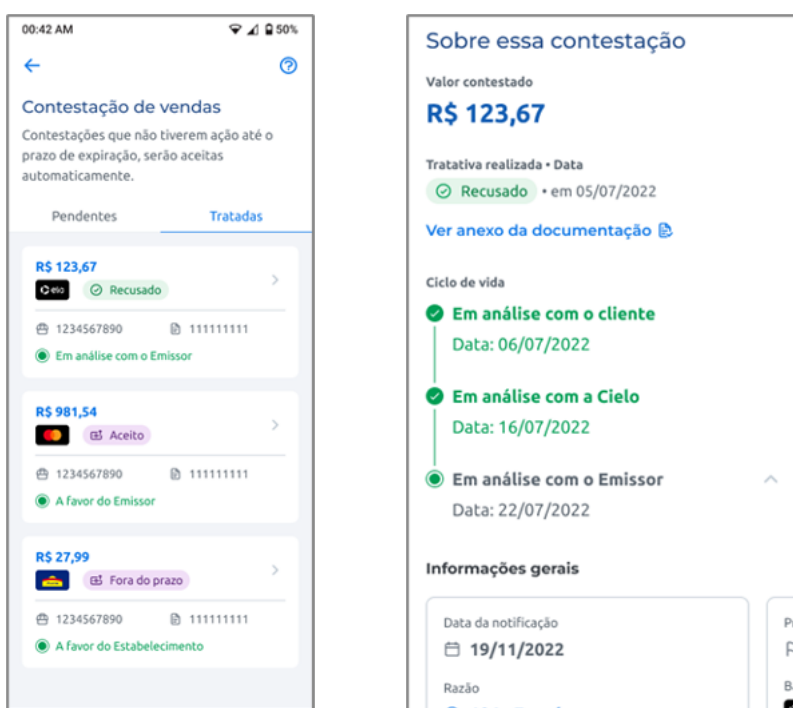 00:42 AM
50%
Contestação de vendas
Contestações que não tiverem ação até o
prazo de expiração, serão aceitas
automaticamente.
Pendentes
Tratadas
R$ 123,67
elo
Recusado
1234567890
111111111
Em análise com o Emissor
R$ 981,54
Aceito
1234567890
111111111
A favor do Emissor
R$ 27,99
Fora do prazo
1234567890
111111111
A favor do Estabelecimento
Sobre essa contestação
Valor contestado
R$ 123,67
Tratativa realizada • Data
Recusado • em 05/07/2022
Ver anexo da documentação
Ciclo de vida
Em análise com o cliente
Data: 06/07/2022
Em análise com a Cielo
Data: 16/07/2022
Em análise com o Emissor
Data: 22/07/2022
Informações gerais
Data da notificação
19/11/2022
Razão